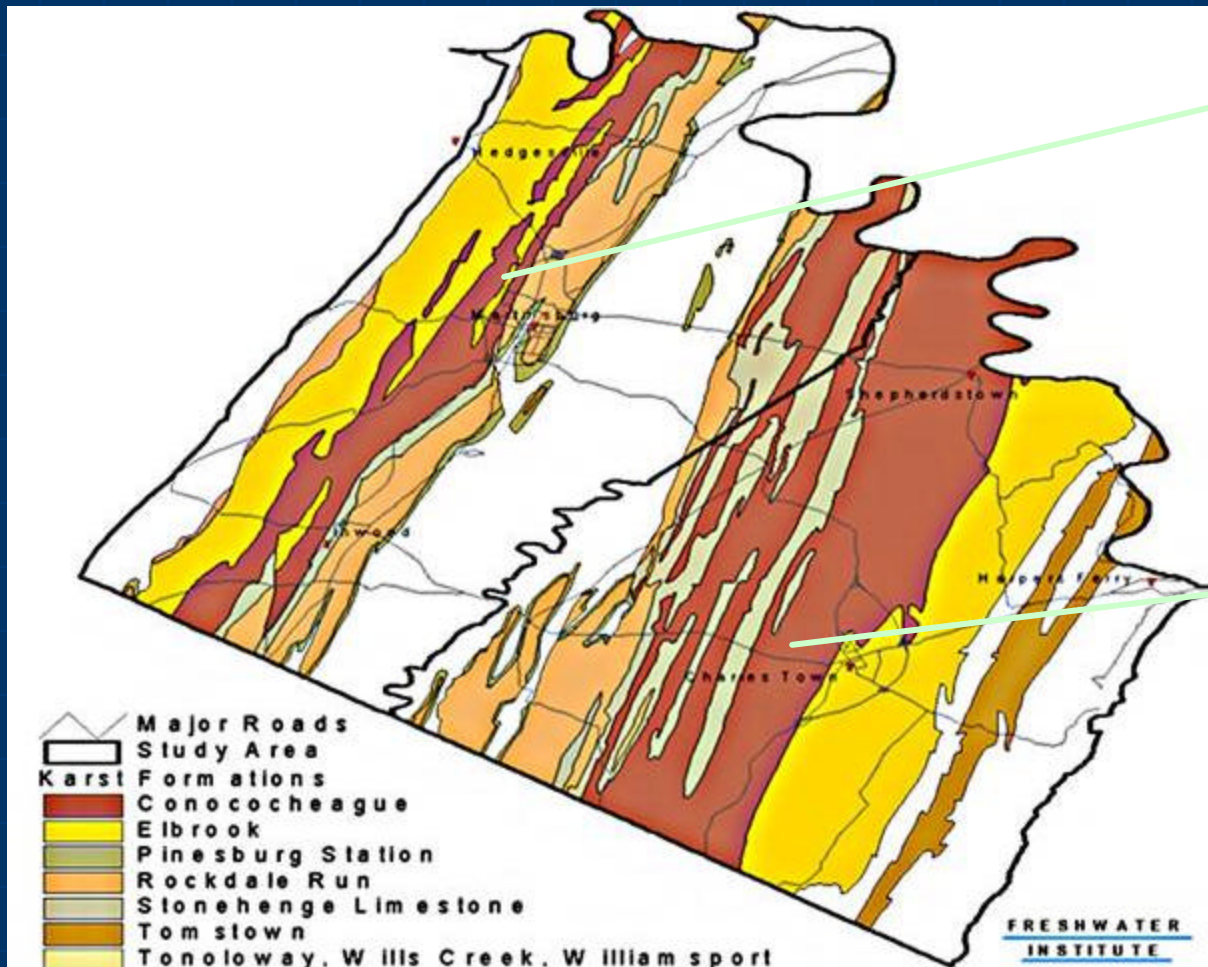 Hedgesville
Martinsburg
Shepherdstown
Inwood
Harpers Ferry
Charles Town
Major Roads
Study Area
Karst Formations
Conococheague
Elbrook
Pinesburg Station
Rockdale Run
Stonehenge Limestone
Tomstown
Tonoloway, Wills Creek, Williamsport
FRESHWATER
INSTITUTE